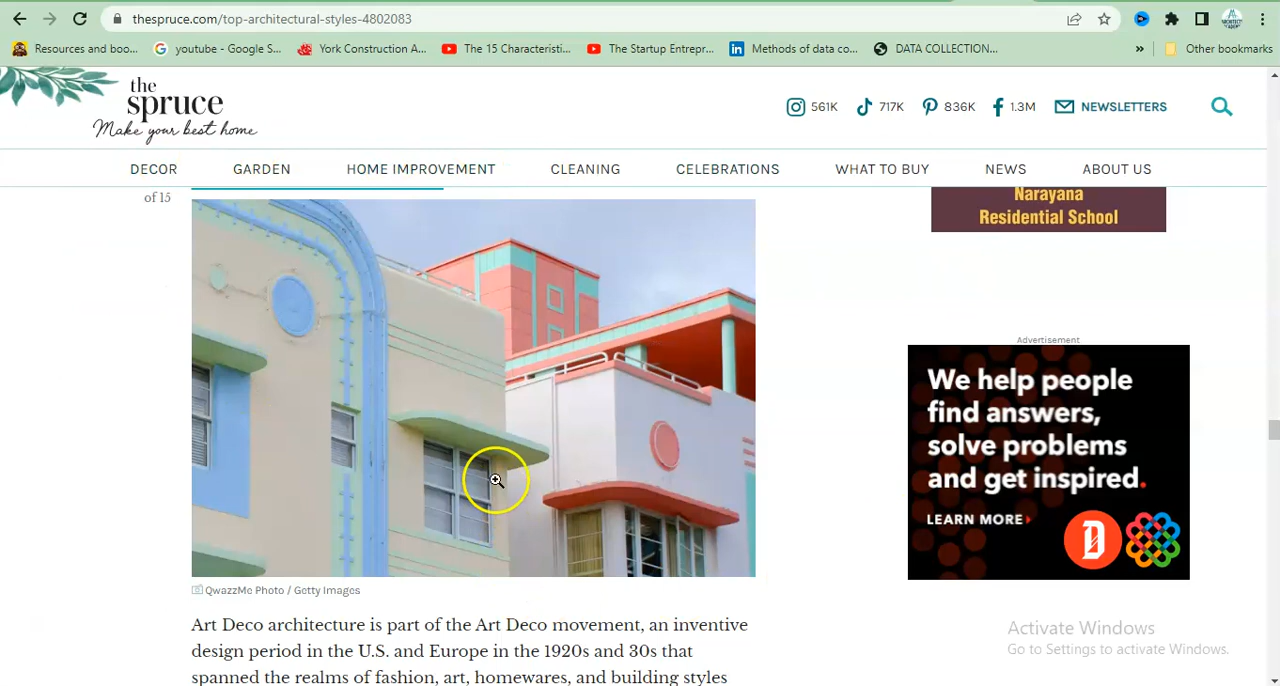 thespruce.com/top-architectural-styles-4802083
Resources and boo...
youtube - Google S...
York Construction A...
The 15 Characteristi...
The Startup Entrepr...
Methods of data co...
DATA COLLECTION...
»
Other bookmarks
the
spruce
Make your best home
561K
717K
836K
1.3M
NEWSLETTERS
DECOR
GARDEN
HOME IMPROVEMENT
CLEANING
CELEBRATIONS
WHAT TO BUY
NEWS
ABOUT US
of 15
Narayana
Residential School
Advertisement
We help people
find answers,
solve problems
and get inspired.
LEARN MORE
D
QwazzMe Photo / Getty Images
Art Deco architecture is part of the Art Deco movement, an inventive
design period in the U.S. and Europe in the 1920s and 30s that
spanned the realms of fashion, art, homewares, and building styles
Activate Windows
Go to Settings to activate Windows.